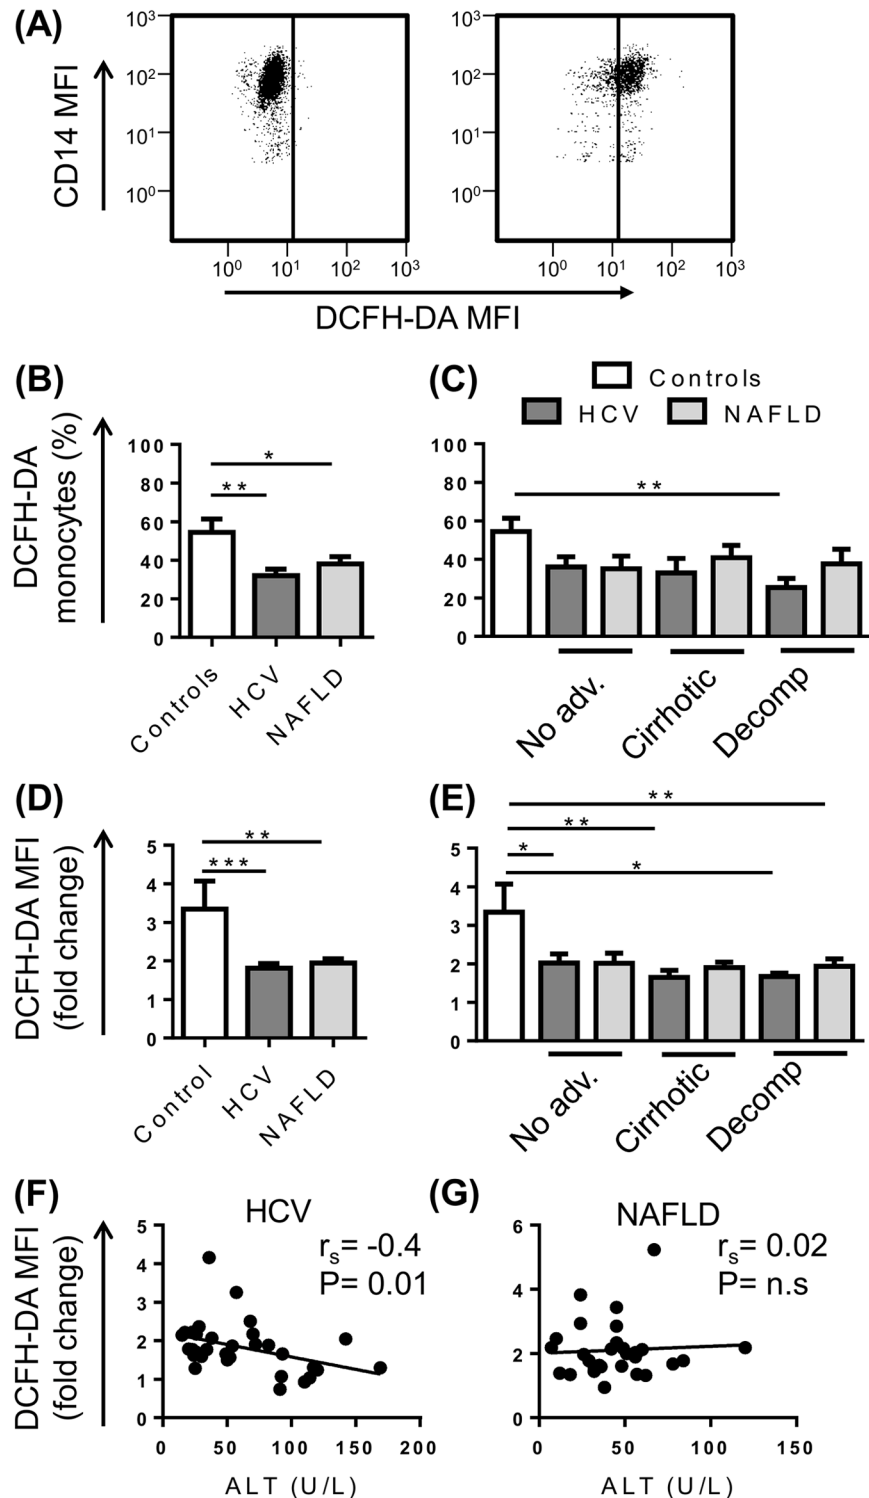 (A)
CD14 MFI
10³
10²
10¹
10⁰
10⁰ 10¹ 10² 10³
10³
10²
10¹
10⁰
10⁰ 10¹ 10² 10³
DCFH-DA MFI
(B)
DCFH-DA
monocytes (%)
100
80
60
40
20
0
*
**
Controls
HCV
NAFLD
(C)
Controls
HCV NAFLD
100
80
60
40
20
0
**
No adv.
Cirrhotic
Decomp
(D)
DCFH-DA MFI
(fold change)
5
4
3
2
1
0
**
***
Control
HCV
NAFLD
(E)
5
4
3
2
1
0
**
**
*
*
No adv.
Cirrhotic
Decomp
(F)
DCFH-DA MFI
(fold change)
HCV
rₛ= -0.4
P= 0.01
5
4
3
2
1
0
0 50 100 150 200
ALT (U/L)
(G)
NAFLD
rₛ= 0.02
P= n.s
6
4
2
0
0 50 100 150
ALT (U/L)